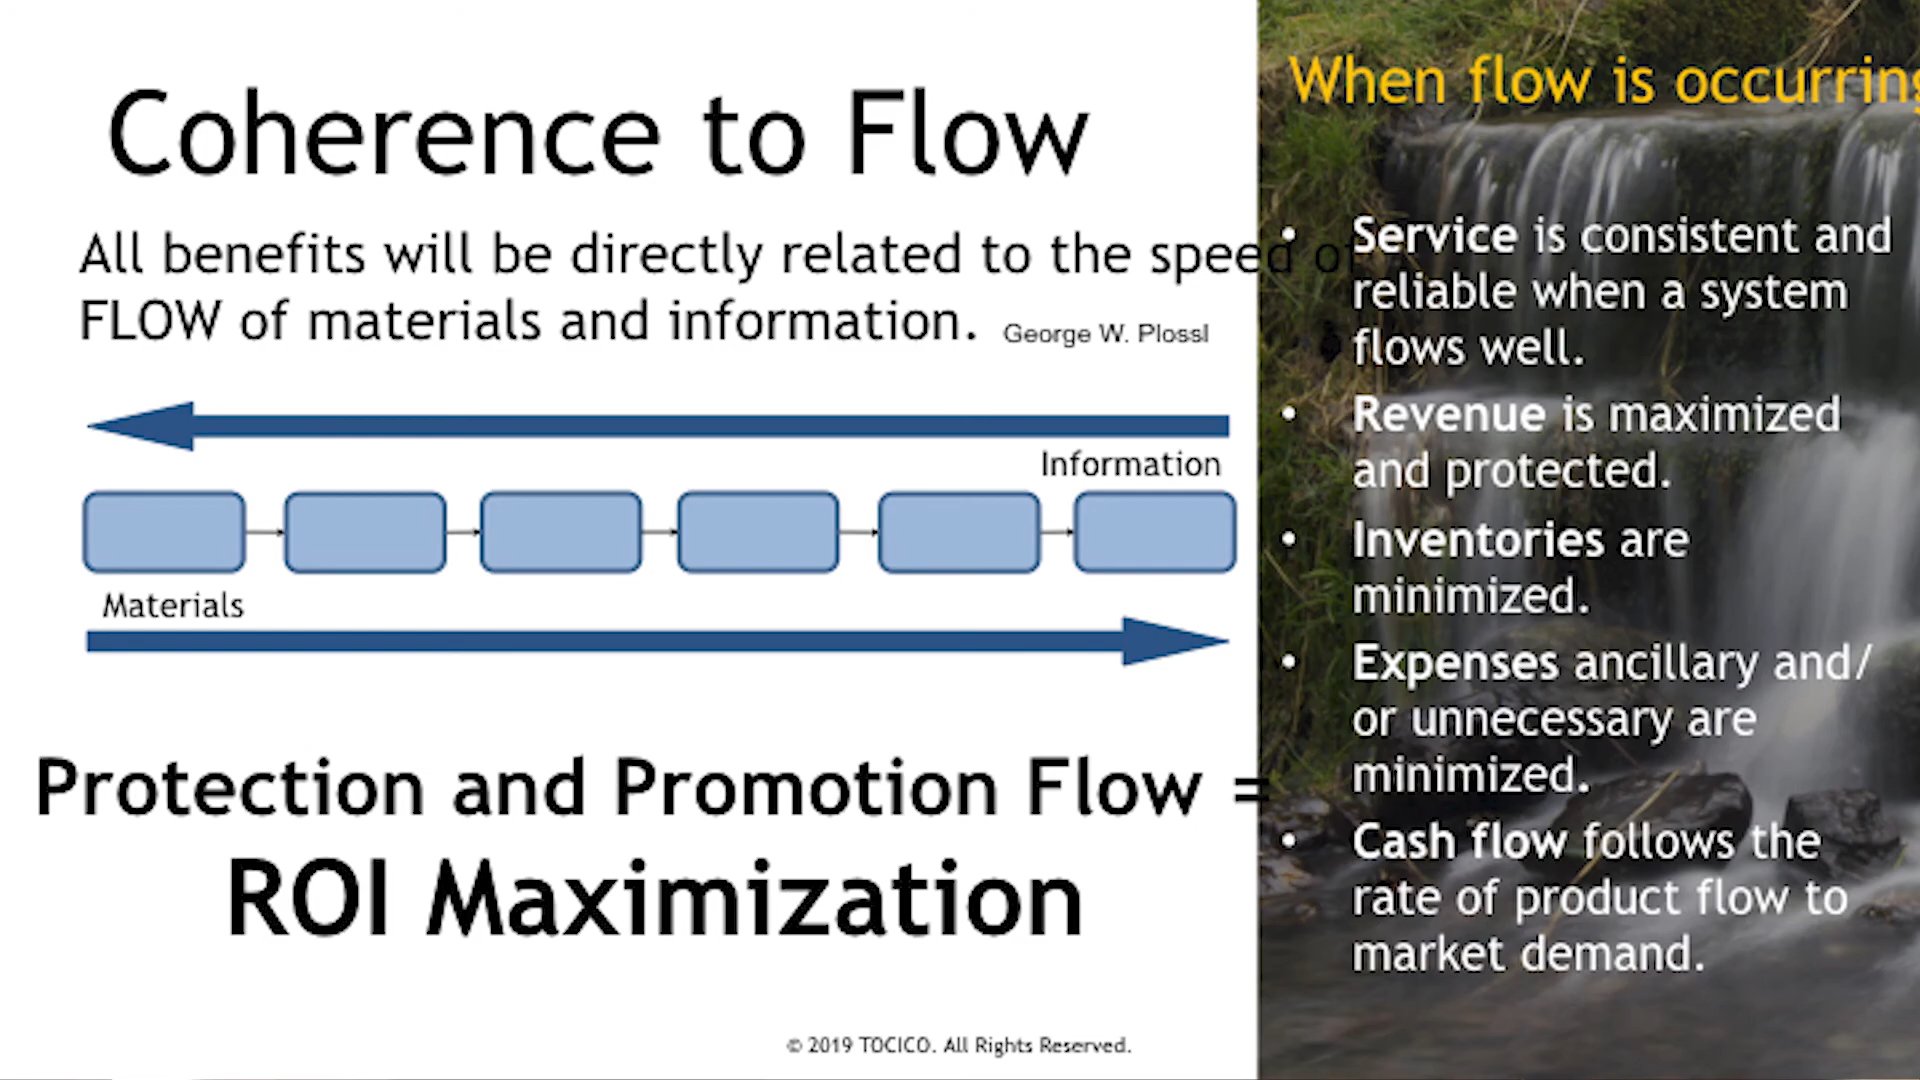 Coherence to Flow
All benefits will be directly related to the speed of
FLOW of materials and information. George W. Plossl
Information
Materials
Protection and Promotion Flow =
ROI Maximization
© 2019 TOCICO. All Rights Reserved.
When flow is occurring
• Service is consistent and
reliable when a system
flows well.
• Revenue is maximized
and protected.
• Inventories are
minimized.
• Expenses ancillary and/
or unnecessary are
minimized.
• Cash flow follows the
rate of product flow to
market demand.